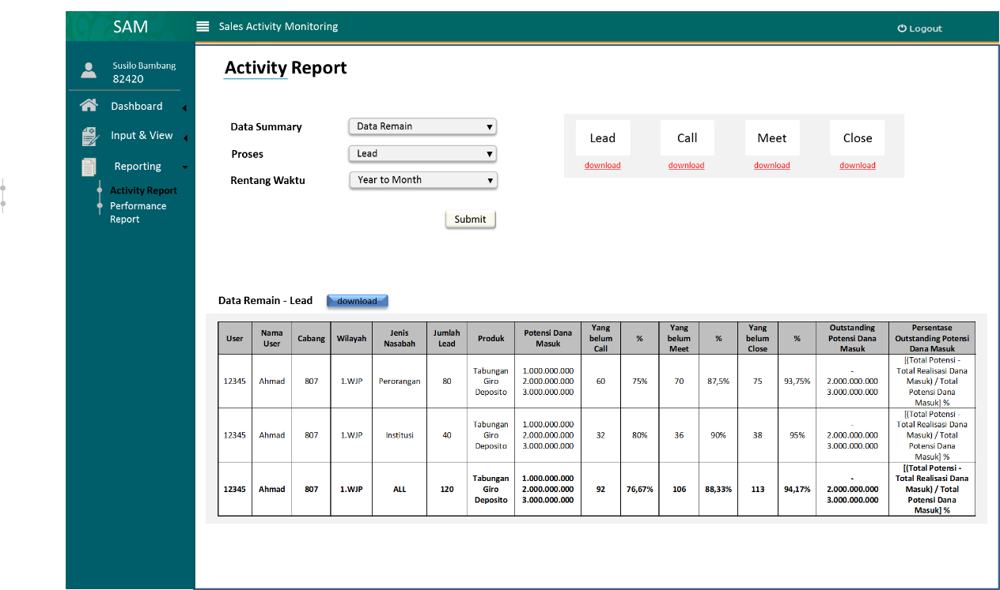 SAM
Sales Activity Monitoring
Logout
Susilo Bambang
82420
Dashboard
Input & View
Reporting
Activity Report
Performance
Report
Activity Report
Data Summary
Data Remain
Proses
Lead
Rentang Waktu
Year to Month
Submit
Lead
Call
Meet
Close
download
download
download
download
Data Remain - Lead
download
User
Nama
User
Cabang
Wilayah
Jenis
Nasabah
Jumlah
Lead
Produk
Potensi Dana
Masuk
Yang
belum
Call
%
Yang
belum
Meet
%
Yang
belum
Close
%
Outstanding
Potensi Dana
Masuk
Persentase
Outstanding Potensi
Dana Masuk
12345
Ahmad
807
1.WJP
Perorangan
80
Tabungan
Giro
Deposito
1.000.000.000
2.000.000.000
3.000.000.000
60
75%
70
87,5%
75
93,75%
-
2.000.000.000
3.000.000.000
[(Total Potensi -
Total Realisasi Dana
Masuk) / Total
Potensi Dana
Masuk] %
12345
Ahmad
807
1.WJP
Institusi
40
Tabungan
Giro
Deposito
1.000.000.000
2.000.000.000
3.000.000.000
32
80%
36
90%
38
95%
-
2.000.000.000
3.000.000.000
[(Total Potensi -
Total Realisasi Dana
Masuk) / Total
Potensi Dana
Masuk] %
12345
Ahmad
807
1.WJP
ALL
120
Tabungan
Giro
Deposito
1.000.000.000
2.000.000.000
3.000.000.000
92
76,67%
106
88,33%
113
94,17%
-
2.000.000.000
3.000.000.000
[(Total Potensi -
Total Realisasi Dana
Masuk) / Total
Potensi Dana
Masuk] %